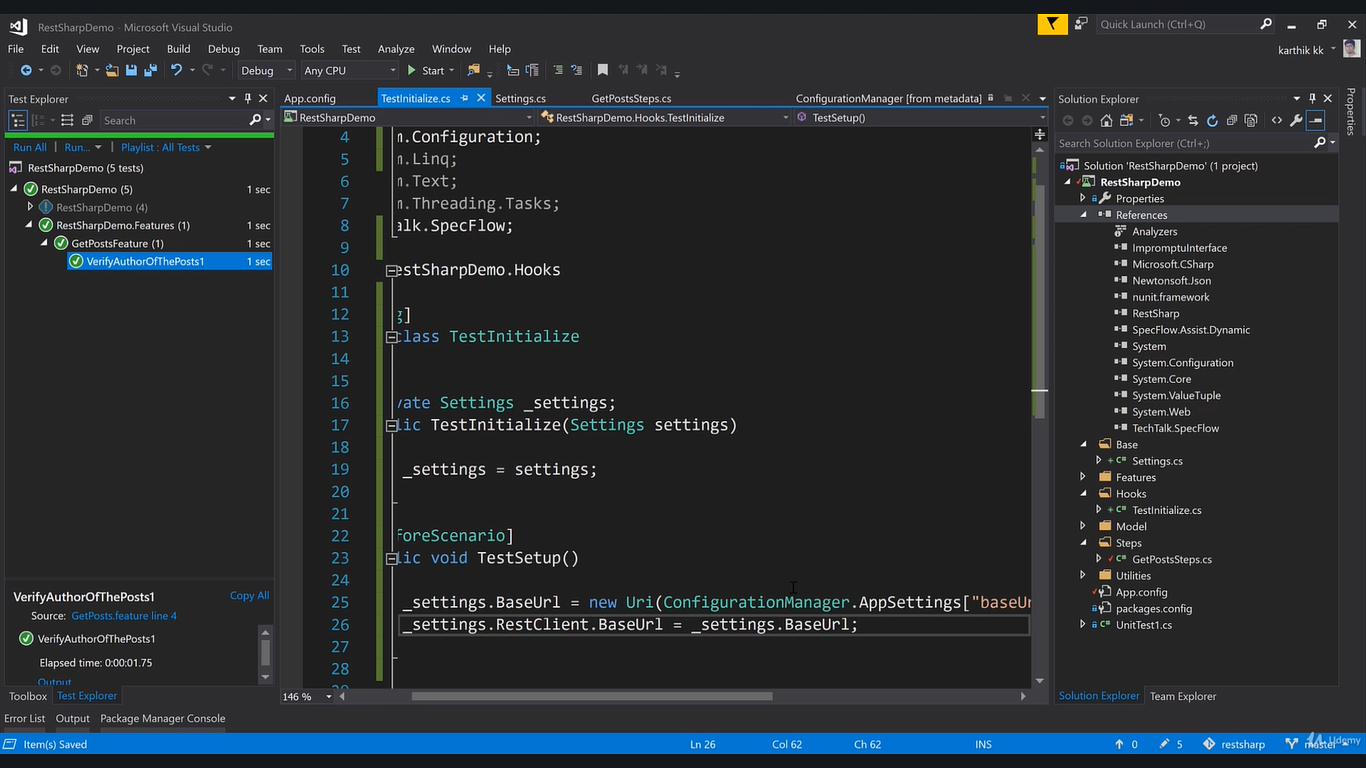 RestSharpDemo - Microsoft Visual Studio
Quick Launch (Ctrl+Q)
File Edit View Project Build Debug Team Tools Test Analyze Window Help
karthik kk
Debug Any CPU Start
Test Explorer
Search
Run All Run... Playlist : All Tests
RestSharpDemo (5 tests)
RestSharpDemo (5) 1 sec
RestSharpDemo (4)
RestSharpDemo.Features (1) 1 sec
GetPostsFeature (1) 1 sec
VerifyAuthorOfThePosts1 1 sec
VerifyAuthorOfThePosts1 Copy All
Source: GetPosts.feature line 4
VerifyAuthorOfThePosts1
Elapsed time: 0:00:01.75
Output
Toolbox Test Explorer
App.config TestInitialize.cs Settings.cs GetPostsSteps.cs ConfigurationManager [from metadata]
RestSharpDemo RestSharpDemo.Hooks.TestInitialize TestSetup()
4 m.Configuration;
5 m.Linq;
6 m.Text;
7 m.Threading.Tasks;
8 alk.SpecFlow;
9
10 estSharpDemo.Hooks
11
12 g]
13 class TestInitialize
14
15
16 vate Settings _settings;
17 lic TestInitialize(Settings settings)
18
19 _settings = settings;
20
21
22 foreScenario]
23 lic void TestSetup()
24
25 _settings.BaseUrl = new Uri(ConfigurationManager.AppSettings["baseUr
26 _settings.RestClient.BaseUrl = _settings.BaseUrl;
27
28
146 %
Solution Explorer
Search Solution Explorer (Ctrl+;)
Solution 'RestSharpDemo' (1 project)
RestSharpDemo
Properties
References
Analyzers
ImpromptuInterface
Microsoft.CSharp
Newtonsoft.Json
nunit.framework
RestSharp
SpecFlow.Assist.Dynamic
System
System.Configuration
System.Core
System.ValueTuple
System.Web
TechTalk.SpecFlow
Base
Settings.cs
Features
Hooks
TestInitialize.cs
Model
Steps
GetPostsSteps.cs
Utilities
App.config
packages.config
UnitTest1.cs
Solution Explorer Team Explorer
Properties
Error List Output Package Manager Console
Item(s) Saved Ln 26 Col 62 Ch 62 INS 0 5 restsharp master
Udemy